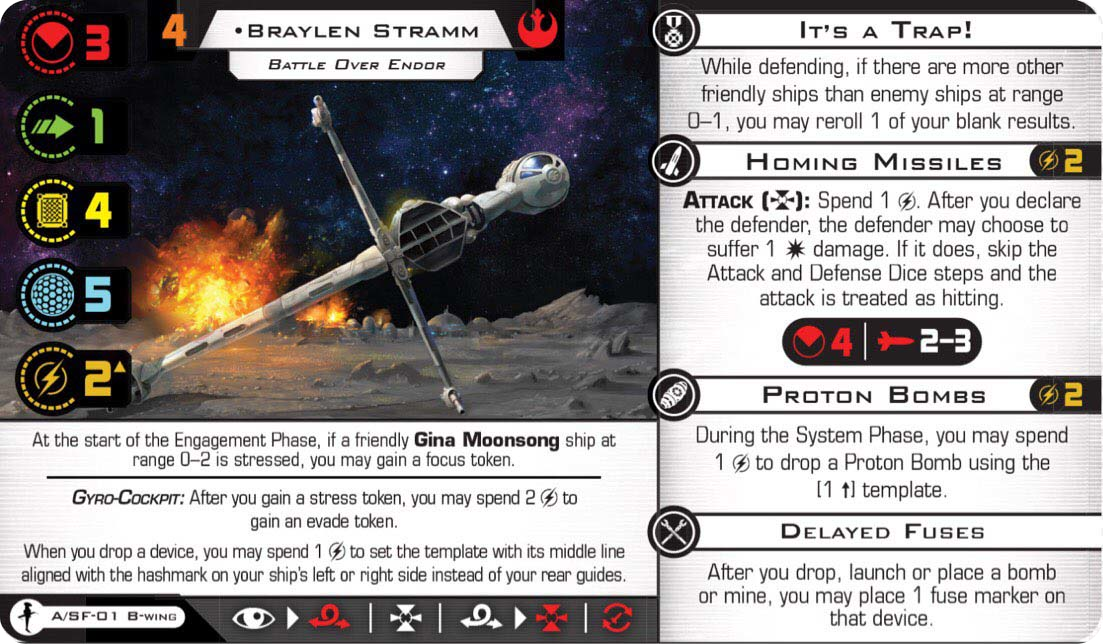 3
4
•Braylen Stramm
Battle Over Endor
1
4
5
2
At the start of the Engagement Phase, if a friendly Gina Moonsong ship at
range 0–2 is stressed, you may gain a focus token.
Gyro-Cockpit: After you gain a stress token, you may spend 2 to
gain an evade token.
When you drop a device, you may spend 1 to set the template with its middle line
aligned with the hashmark on your ship's left or right side instead of your rear guides.
A/SF-01 B-wing
It's a Trap!
While defending, if there are more other
friendly ships than enemy ships at range
0–1, you may reroll 1 of your blank results.
Homing Missiles 2
Attack ( ): Spend 1 . After you declare
the defender, the defender may choose to
suffer 1 damage. If it does, skip the
Attack and Defense Dice steps and the
attack is treated as hitting.
4 2–3
Proton Bombs 2
During the System Phase, you may spend
1 to drop a Proton Bomb using the
[1 ↑] template.
Delayed Fuses
After you drop, launch or place a bomb
or mine, you may place 1 fuse marker on
that device.